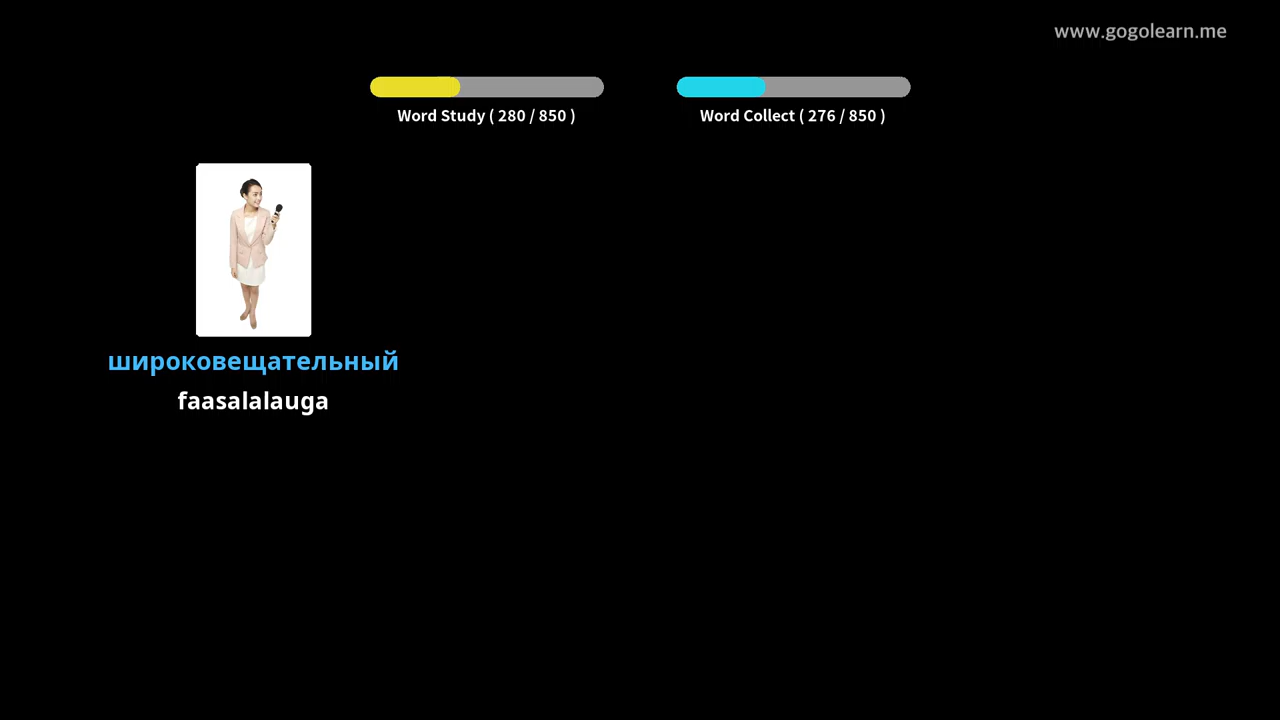 www.gogolearn.me
Word Study ( 280 / 850 )
Word Collect ( 276 / 850 )
широковещательный
faasalalauga